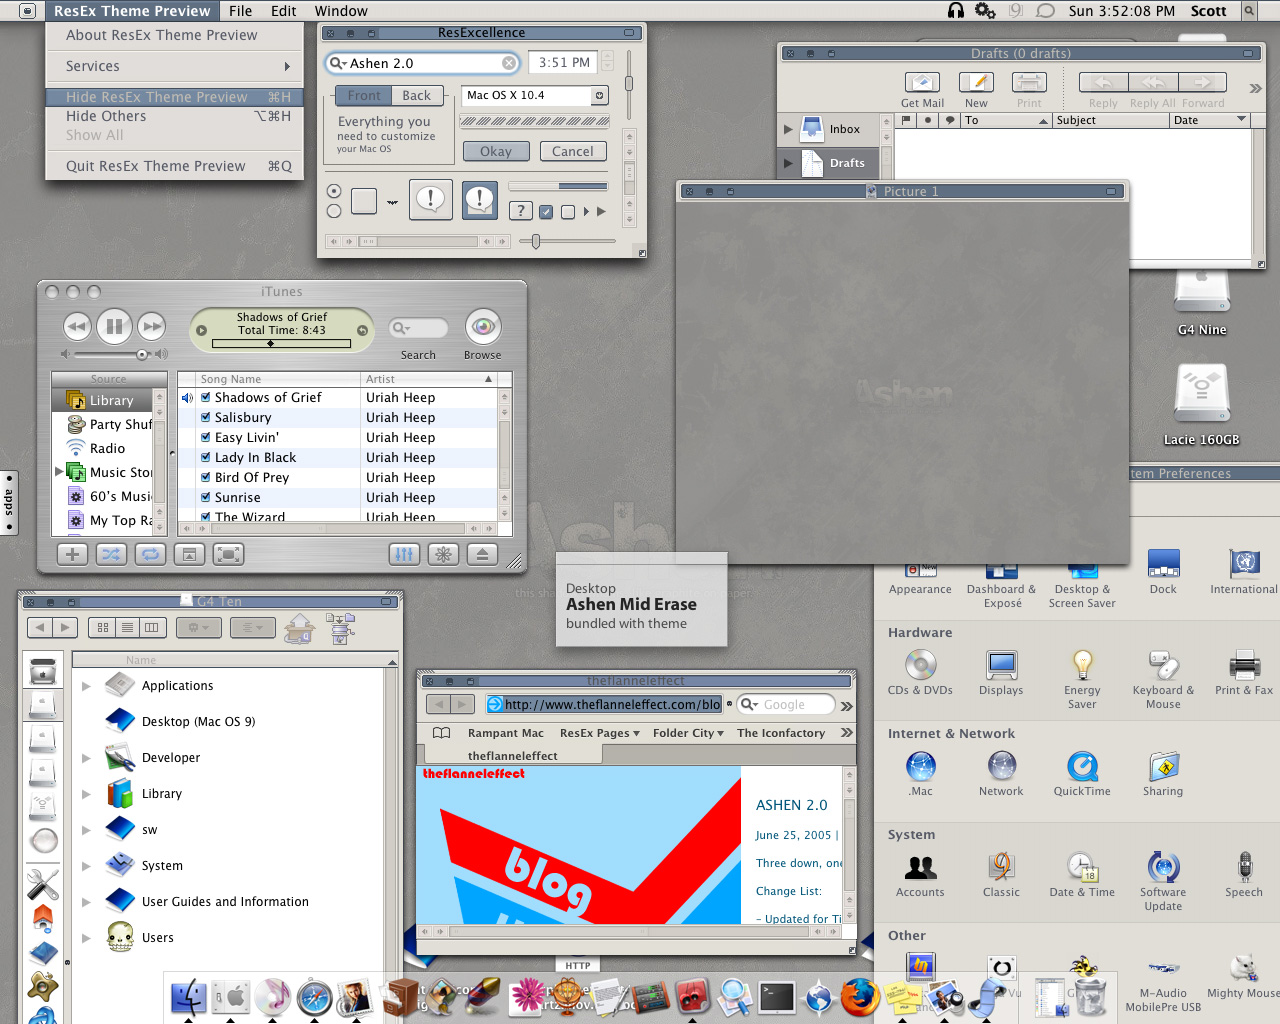 ResEx Theme Preview File Edit Window
Sun 3:52:08 PM Scott
About ResEx Theme Preview
Services
Hide ResEx Theme Preview ⌘H
Hide Others ⌥⌘H
Show All
Quit ResEx Theme Preview ⌘Q
ResExcellence
Ashen 2.0
3:51 PM
Front Back
Mac OS X 10.4
Everything you
need to customize
your Mac OS
Okay Cancel
Drafts (0 drafts)
Get Mail New Print Reply Reply All Forward
To Subject Date
Inbox
Drafts
Picture 1
Ashen
G4 Nine
Lacie 160GB
iTunes
Shadows of Grief
Total Time: 8:43
Search Browse
Source
Library
Party Shuf
Radio
Music Sto
60's Musi
My Top Ra
Song Name Artist
Shadows of Grief Uriah Heep
Salisbury Uriah Heep
Easy Livin' Uriah Heep
Lady In Black Uriah Heep
Bird Of Prey Uriah Heep
Sunrise Uriah Heep
The Wizard Uriah Heep
apps
Ash
Desktop
Ashen Mid Erase
bundled with theme
tem Preferences
Appearance Dashboard & Exposé Desktop & Screen Saver Dock International
Hardware
CDs & DVDs Displays Energy Saver Keyboard & Mouse Print & Fax
Internet & Network
.Mac Network QuickTime Sharing
System
Accounts Classic Date & Time Software Update Speech
Other
M-Audio MobilePre USB Mighty Mouse
G4 Ten
Name
Applications
Desktop (Mac OS 9)
Developer
Library
sw
System
User Guides and Information
Users
theflanneleffect
http://www.theflanneleffect.com/blo
Google
Rampant Mac ResEx Pages Folder City The Iconfactory
theflanneleffect
theflanneleffect
blog
ASHEN 2.0
June 25, 2005 |
Three down, one
Change List:
- Updated for Ti
HTTP